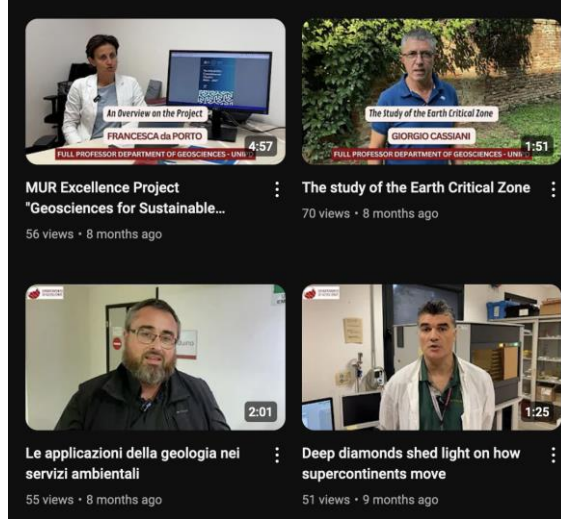 An Overview on the Project
FRANCESCA da PORTO
4:57
FULL PROFESSOR DEPARTMENT OF GEOSCIENCES - UNIPD
MUR Excellence Project
"Geosciences for Sustainable…
56 views • 8 months ago
The Study of the Earth Critical Zone
GIORGIO CASSIANI
1:51
FULL PROFESSOR DEPARTMENT OF GEOSCIENCES - UNIPD
The study of the Earth Critical Zone
70 views • 8 months ago
2:01
Le applicazioni della geologia nei
servizi ambientali
55 views • 8 months ago
1:25
Deep diamonds shed light on how
supercontinents move
51 views • 9 months ago